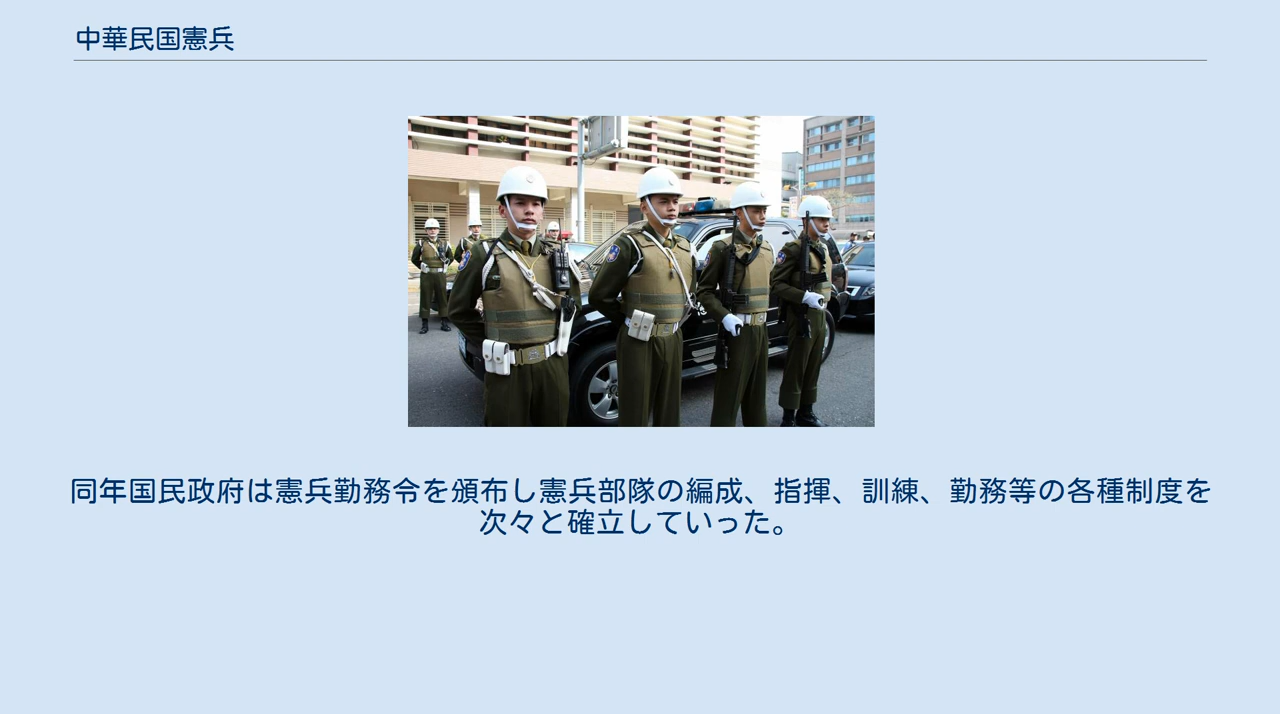 中華民国憲兵
同年国民政府は憲兵勤務令を頒布し憲兵部隊の編成、指揮、訓練、勤務等の各種制度を
次々と確立していった。